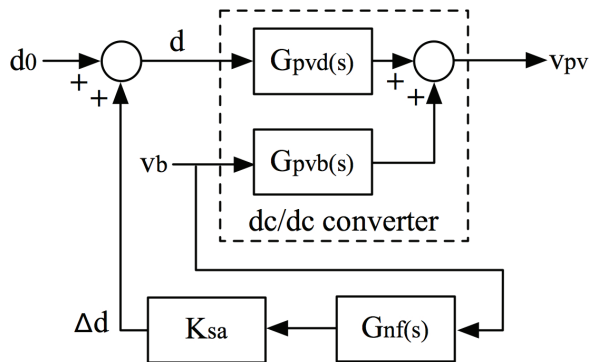 d0
+
+
d
Gpvd(s)
+
+
vpv
vb
Gpvb(s)
dc/dc converter
Δd
Ksa
Gnf(s)